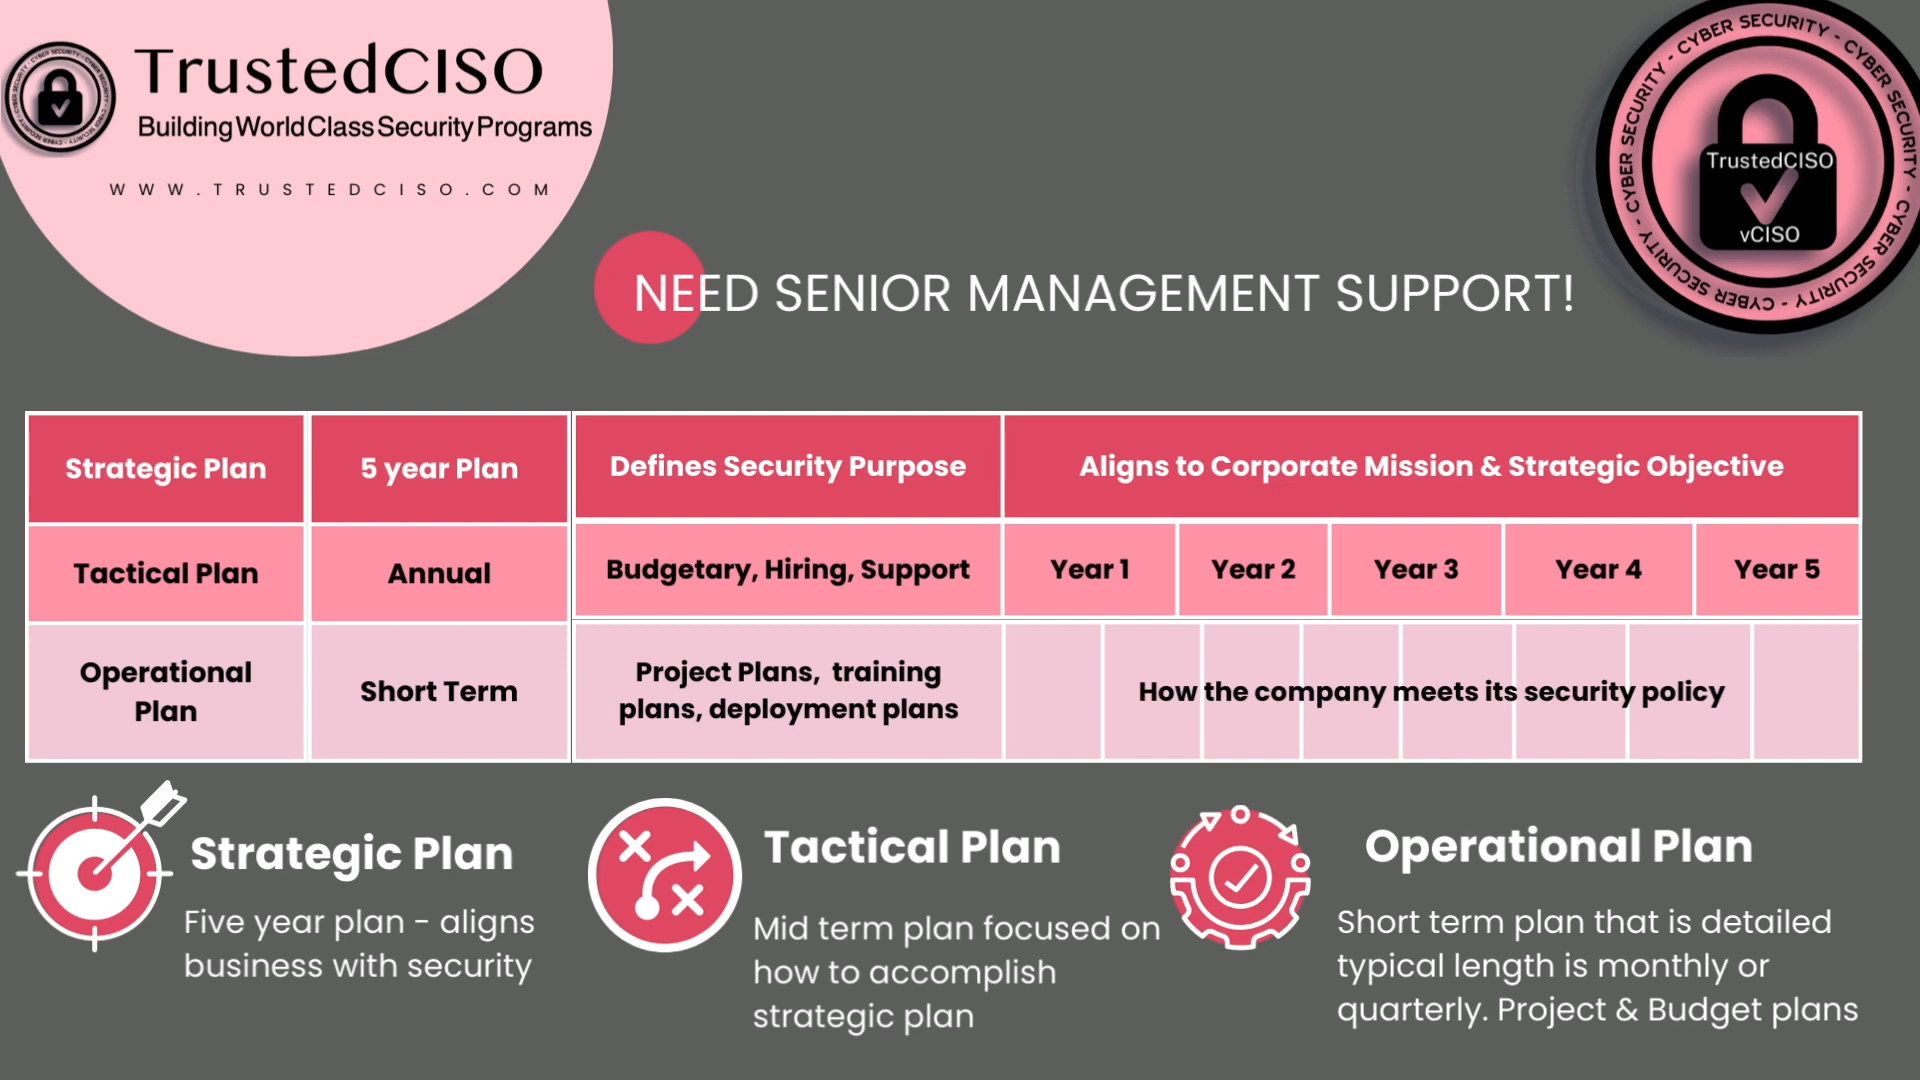 TrustedCISO
Building World Class Security Programs
WWW.TRUSTEDCISO.COM
CYBER SECURITY - CYBER SECURITY - CYBER SECURITY - CYBER SECURITY -
TrustedCISO
vCISO
NEED SENIOR MANAGEMENT SUPPORT!
Strategic Plan
5 year Plan
Defines Security Purpose
Aligns to Corporate Mission & Strategic Objective
Tactical Plan
Annual
Budgetary, Hiring, Support
Year 1
Year 2
Year 3
Year 4
Year 5
Operational
Plan
Short Term
Project Plans, training
plans, deployment plans
How the company meets its security policy
Strategic Plan
Five year plan - aligns
business with security
Tactical Plan
Mid term plan focused on
how to accomplish
strategic plan
Operational Plan
Short term plan that is detailed
typical length is monthly or
quarterly. Project & Budget plans